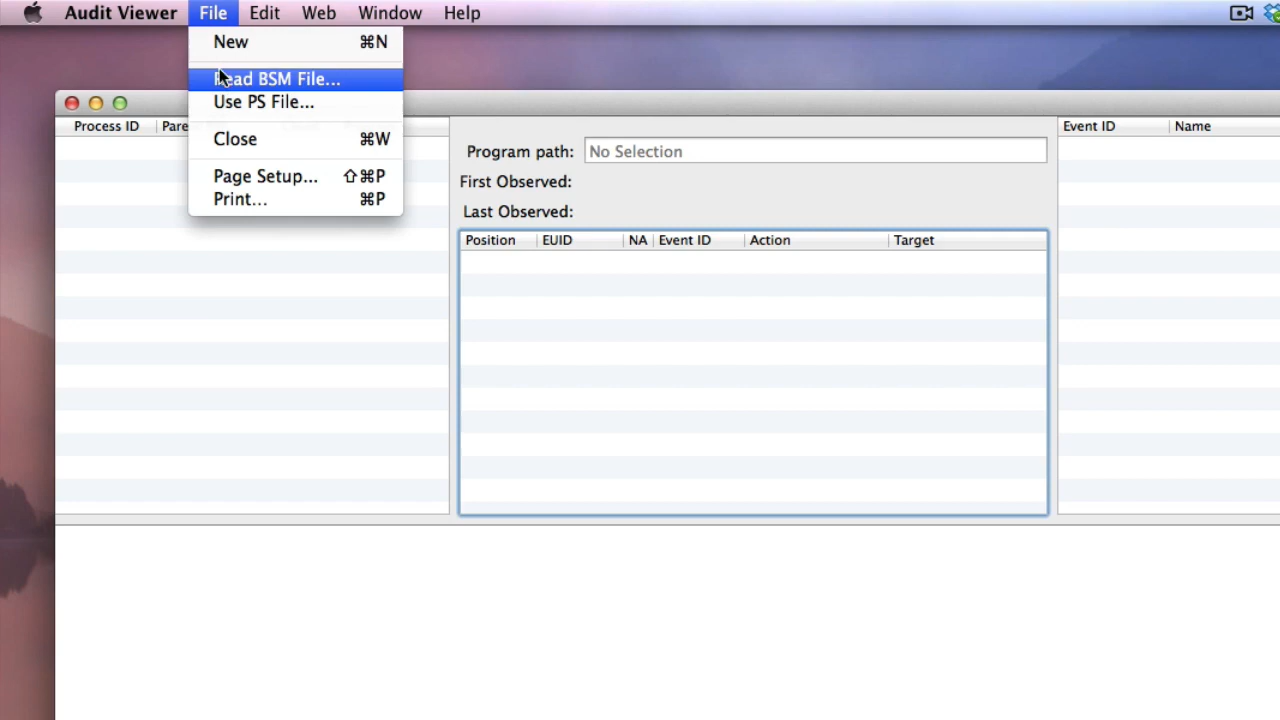 Audit Viewer File Edit Web Window Help
New ⌘N
Read BSM File...
Use PS File...
Close ⌘W
Page Setup... ⇧⌘P
Print... ⌘P
Process ID Pare
Program path: No Selection
First Observed:
Last Observed:
Position EUID NA Event ID Action Target
Event ID Name